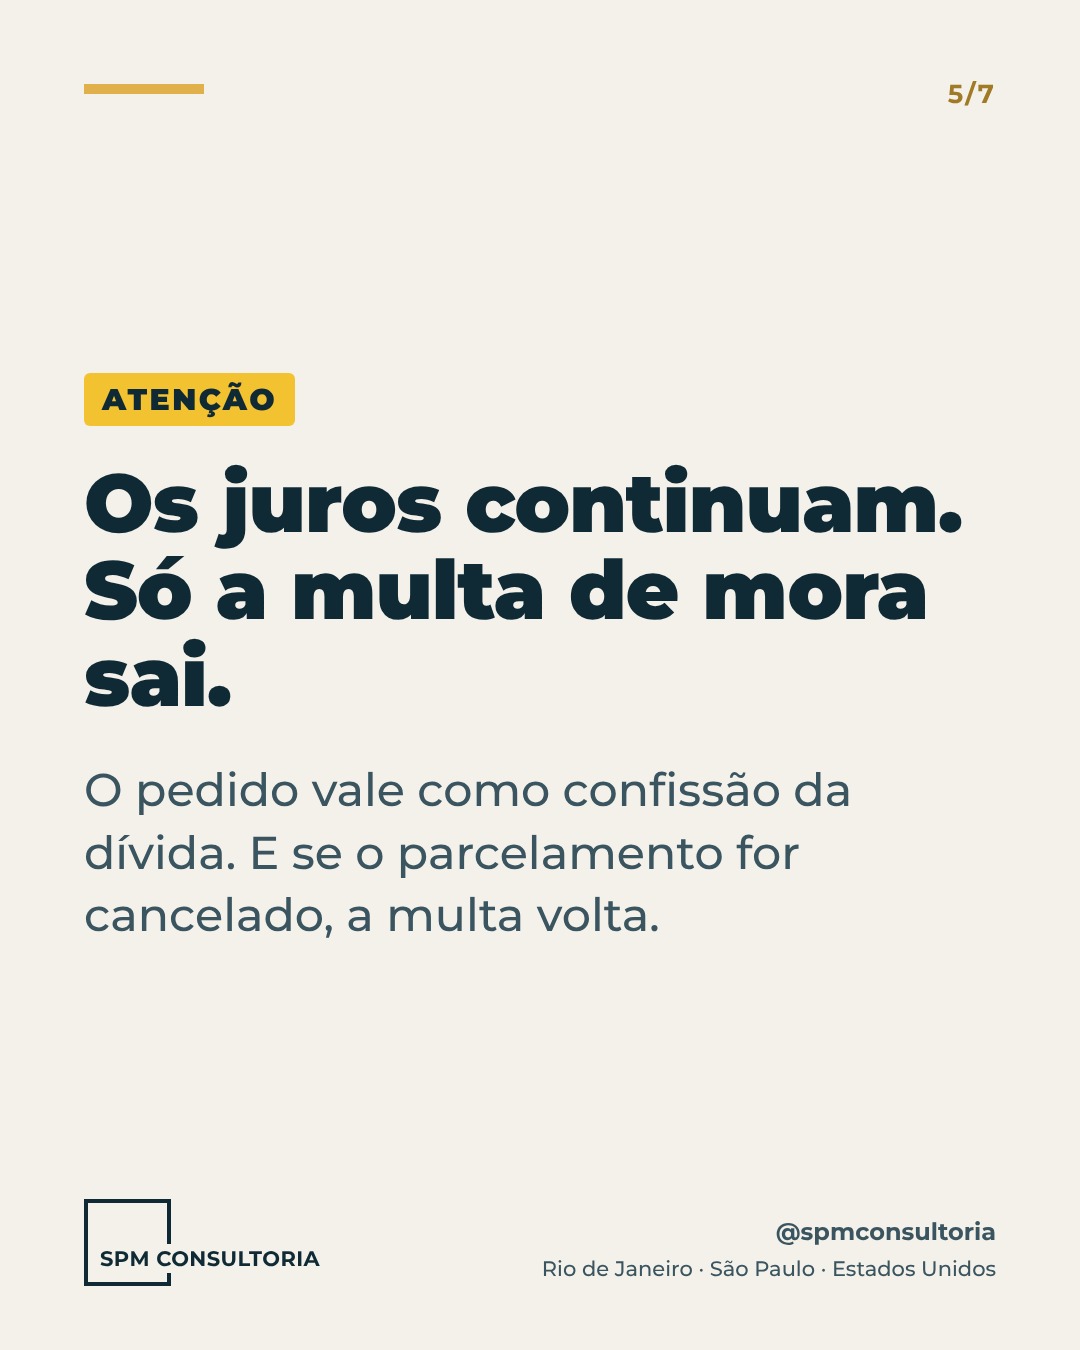 5/7
ATENÇÃO
Os juros continuam.
Só a multa de mora
sai.
O pedido vale como confissão da
dívida. E se o parcelamento for
cancelado, a multa volta.
SPM CONSULTORIA
@spmconsultoria
Rio de Janeiro · São Paulo · Estados Unidos